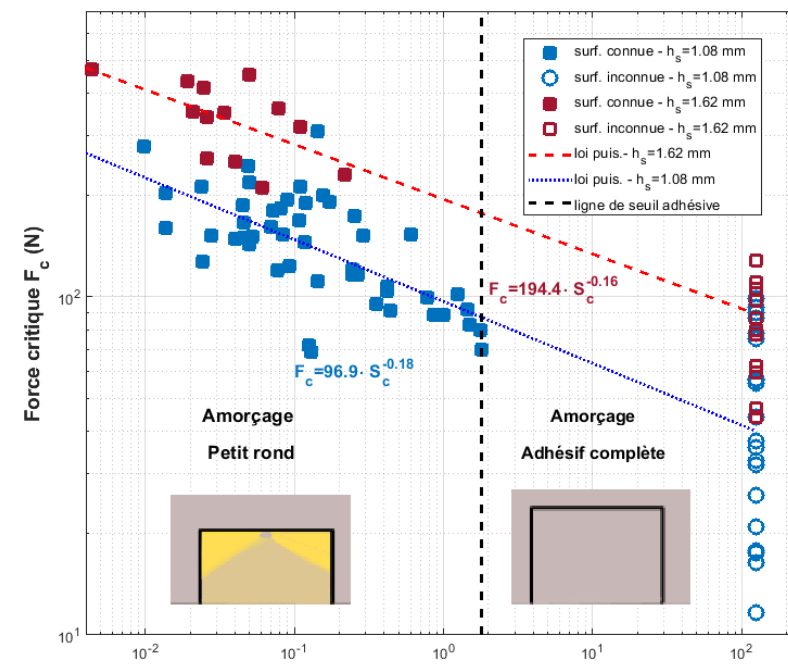 Force critique F_c (N)
10^2
10^1
10^-2
10^-1
10^0
10^1
10^2
surf. connue - h_s=1.08 mm
surf. inconnue - h_s=1.08 mm
surf. connue - h_s=1.62 mm
surf. inconnue - h_s=1.62 mm
loi puis.- h_s=1.62 mm
loi puis. - h_s=1.08 mm
ligne de seuil adhésive
F_c=194.4· S_c^-0.16
F_c=96.9· S_c^-0.18
Amorçage
Petit rond
Amorçage
Adhésif complète